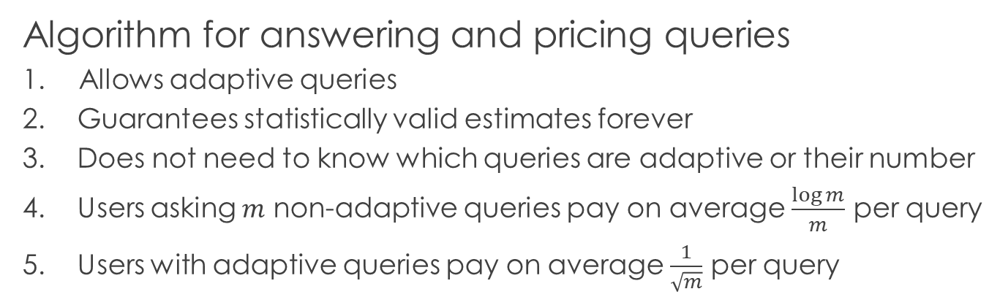 Algorithm for answering and pricing queries
1. Allows adaptive queries
2. Guarantees statistically valid estimates forever
3. Does not need to know which queries are adaptive or their number
4. Users asking m non-adaptive queries pay on average \frac{\log m}{m} per query
5. Users with adaptive queries pay on average \frac{1}{\sqrt{m}} per query